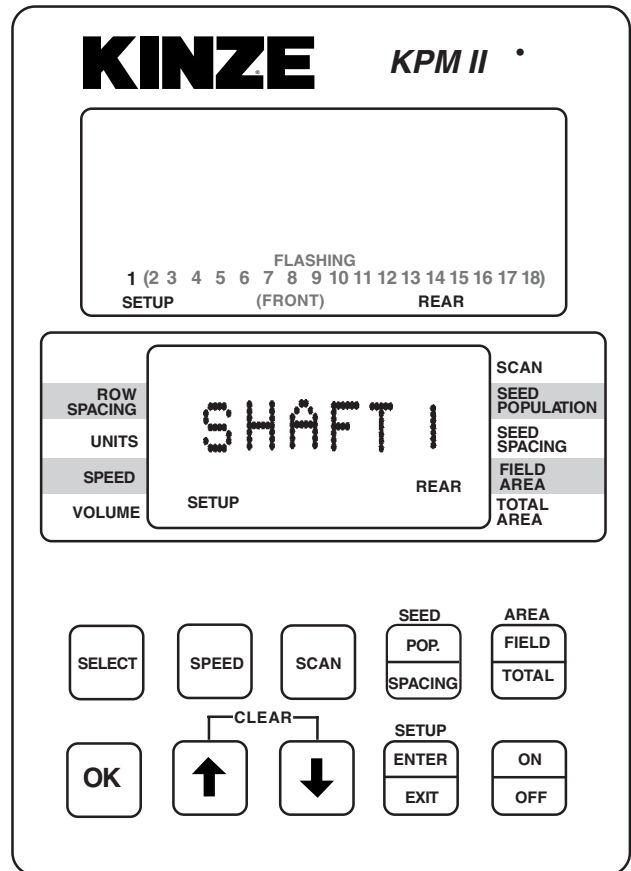 KINZE ® KPM II
FLASHING
1 (2 3 4 5 6 7 8 9 10 11 12 13 14 15 16 17 18)
SETUP (FRONT) REAR
ROW
SPACING
UNITS
SPEED
VOLUME
SHAFT 1
SETUP REAR
SCAN
SEED
POPULATION
SEED
SPACING
FIELD
AREA
TOTAL
AREA
SEED AREA
SELECT SPEED SCAN POP. FIELD
SPACING TOTAL
CLEAR SETUP
OK ENTER ON
EXIT OFF